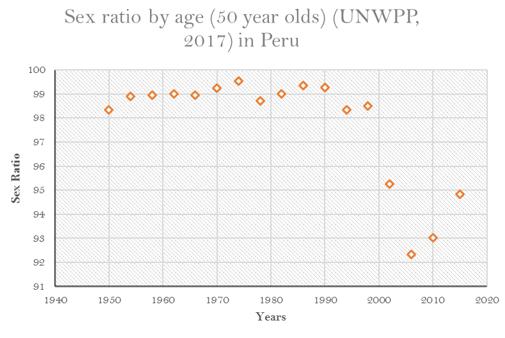 Sex ratio by age (50 year olds) (UNWPP,
2017) in Peru
100
99
98
97
96
95
94
93
92
91
Sex Ratio
1940 1950 1960 1970 1980 1990 2000 2010 2020
Years